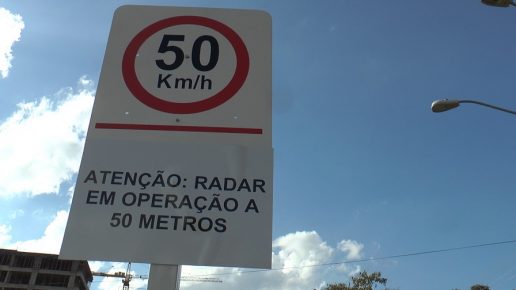 50
Km/h
ATENÇÃO: RADAR
EM OPERAÇÃO A
50 METROS